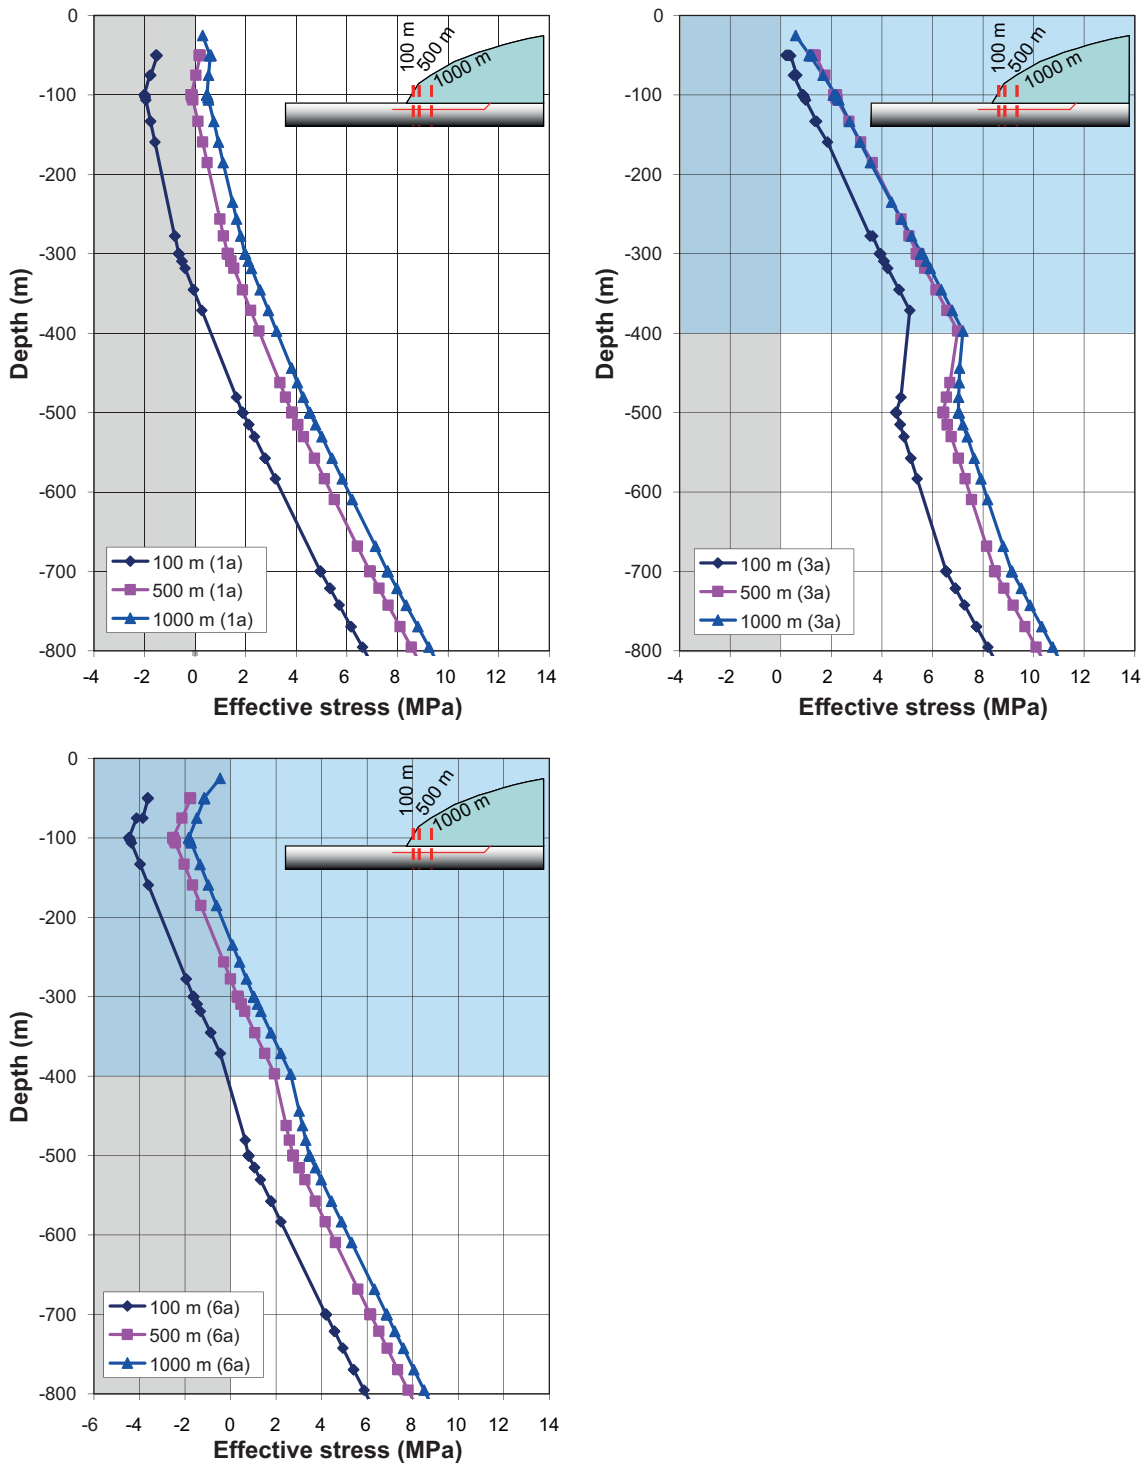 0
-100
-200
-300
-400
-500
-600
-700
-800
Depth (m)
100 m
500 m
1000 m
100 m (1a)
500 m (1a)
1000 m (1a)
-4 -2 0 2 4 6 8 10 12 14
Effective stress (MPa)
0
-100
-200
-300
-400
-500
-600
-700
-800
Depth (m)
100 m
500 m
1000 m
100 m (3a)
500 m (3a)
1000 m (3a)
-4 -2 0 2 4 6 8 10 12 14
Effective stress (MPa)
0
-100
-200
-300
-400
-500
-600
-700
-800
Depth (m)
100 m
500 m
1000 m
100 m (6a)
500 m (6a)
1000 m (6a)
-6 -4 -2 0 2 4 6 8 10 12 14
Effective stress (MPa)